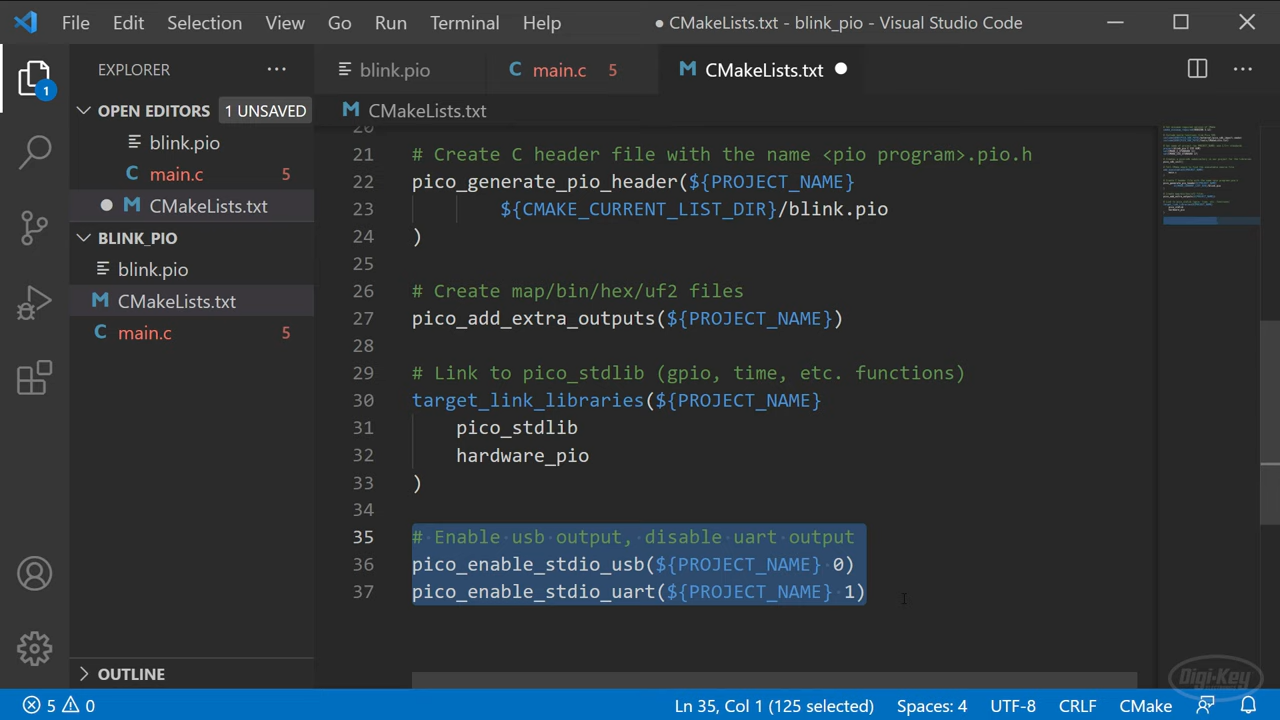 File Edit Selection View Go Run Terminal Help ● CMakeLists.txt - blink_pio - Visual Studio Code
EXPLORER
blink.pio
main.c 5
CMakeLists.txt
OPEN EDITORS 1 UNSAVED
CMakeLists.txt
1
blink.pio
main.c 5
CMakeLists.txt
BLINK_PIO
blink.pio
CMakeLists.txt
main.c 5
OUTLINE
20
21 # Create C header file with the name <pio program>.pio.h
22 pico_generate_pio_header(${PROJECT_NAME}
23 ${CMAKE_CURRENT_LIST_DIR}/blink.pio
24 )
25
26 # Create map/bin/hex/uf2 files
27 pico_add_extra_outputs(${PROJECT_NAME})
28
29 # Link to pico_stdlib (gpio, time, etc. functions)
30 target_link_libraries(${PROJECT_NAME}
31 pico_stdlib
32 hardware_pio
33 )
34
35 # Enable usb output, disable uart output
36 pico_enable_stdio_usb(${PROJECT_NAME} 0)
37 pico_enable_stdio_uart(${PROJECT_NAME} 1)
Digi-Key
5 0 Ln 35, Col 1 (125 selected) Spaces: 4 UTF-8 CRLF CMake